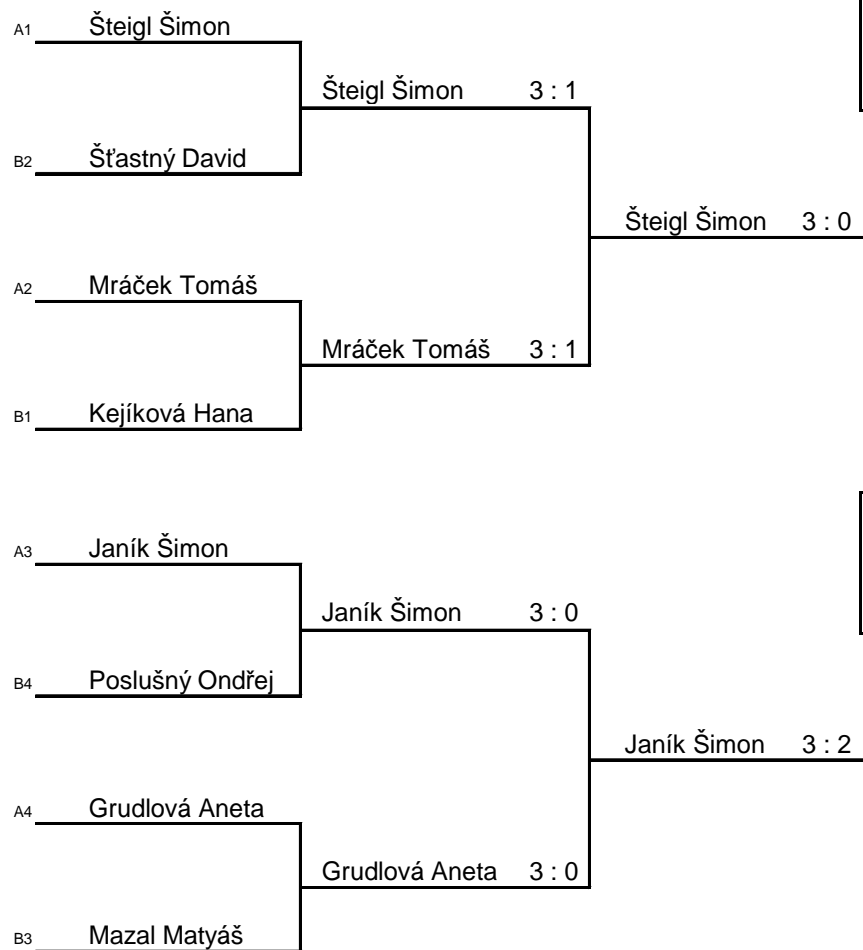 A1 Šteigl Šimon
Šteigl Šimon 3 : 1
B2 Šťastný David
Šteigl Šimon 3 : 0
A2 Mráček Tomáš
Mráček Tomáš 3 : 1
B1 Kejíková Hana
A3 Janík Šimon
Janík Šimon 3 : 0
B4 Poslušný Ondřej
Janík Šimon 3 : 2
A4 Grudlová Aneta
Grudlová Aneta 3 : 0
B3 Mazal Matyáš